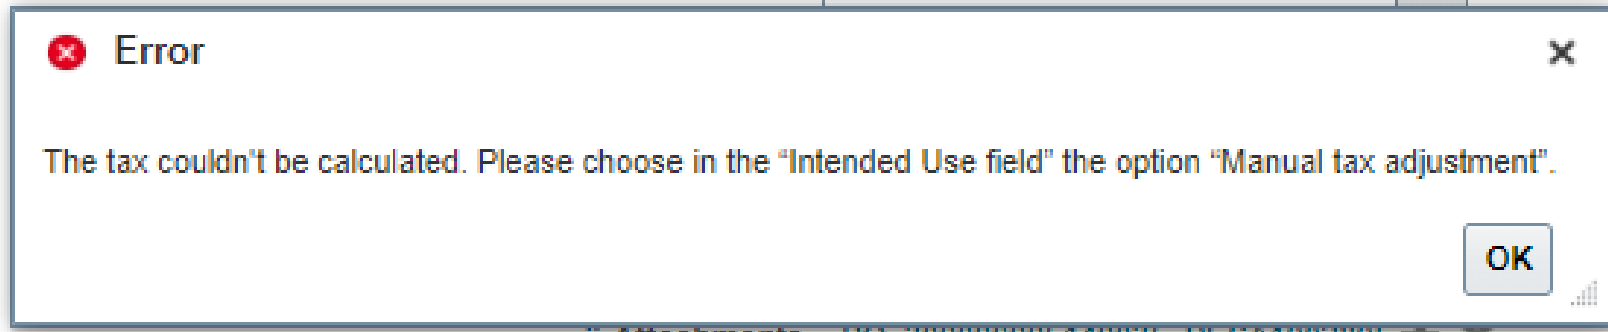 Error
The tax couldn't be calculated. Please choose in the “Intended Use field” the option “Manual tax adjustment”.
OK